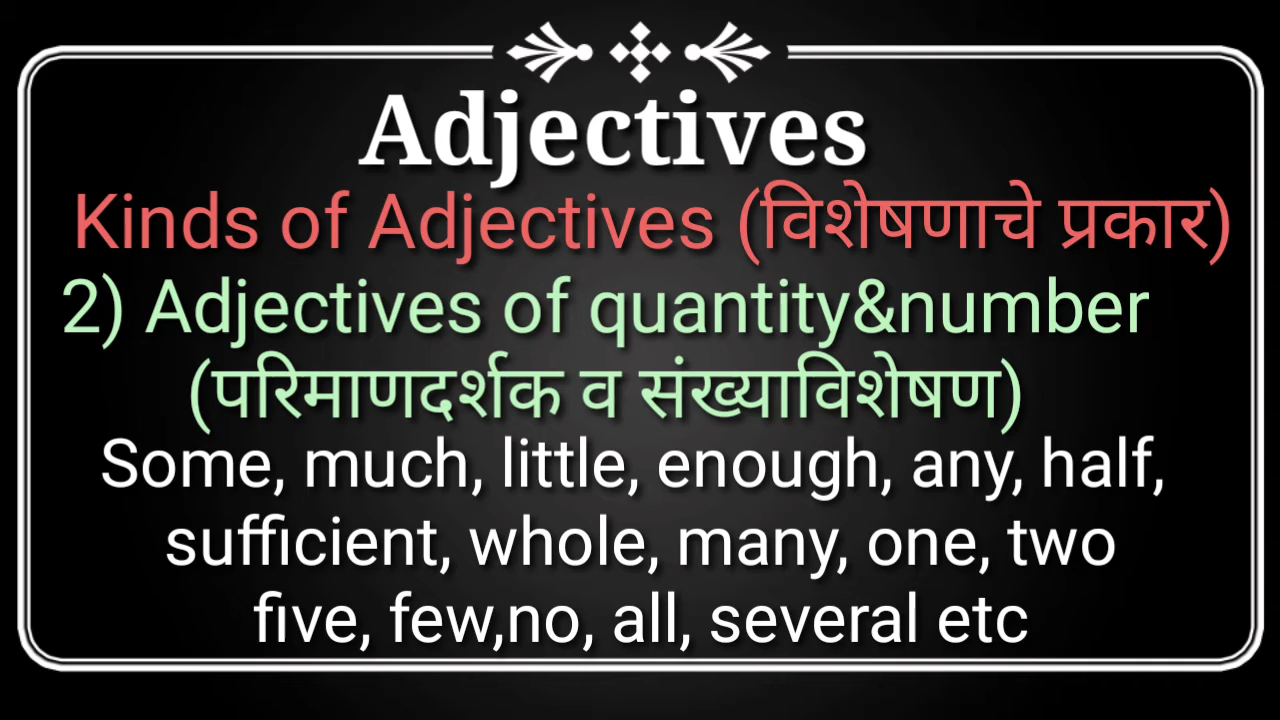 Adjectives
Kinds of Adjectives (विशेषणाचे प्रकार)
2) Adjectives of quantity&number
(परिमाणदर्शक व संख्याविशेषण)
Some, much, little, enough, any, half,
sufficient, whole, many, one, two
five, few,no, all, several etc